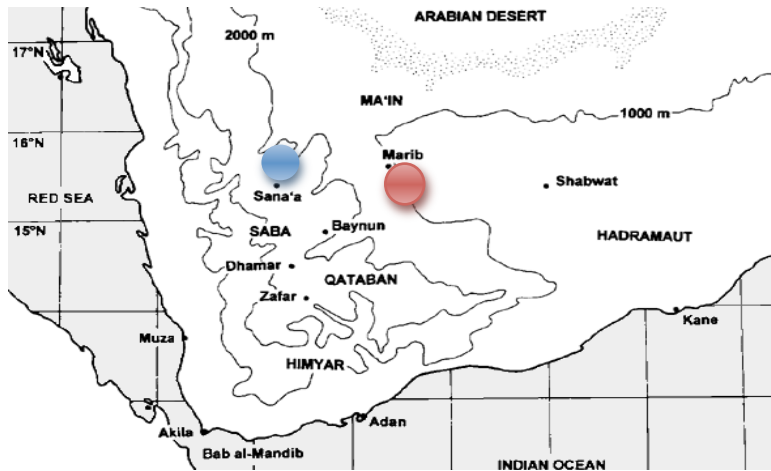 ARABIAN DESERT
2000 m
17°N
MA'IN
1000 m
16°N
Marib
Shabwat
Sana'a
RED SEA
15°N
SABA
Baynun
HADRAMAUT
Dhamar
QATABAN
Zafar
Kane
Muza
HIMYAR
Adan
Akila
Bab al-Mandib
INDIAN OCEAN